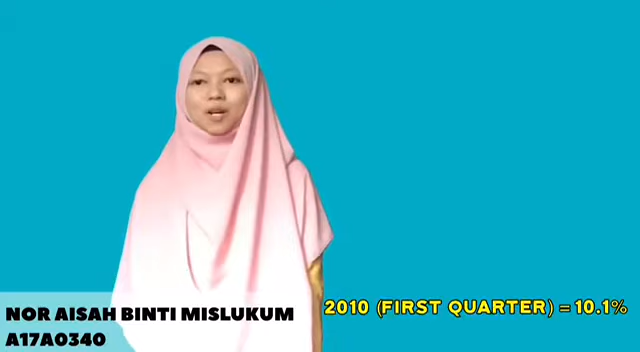 NOR AISAH BINTI MISLUKUM
A17A0340
2010 (FIRST QUARTER) = 10.1%